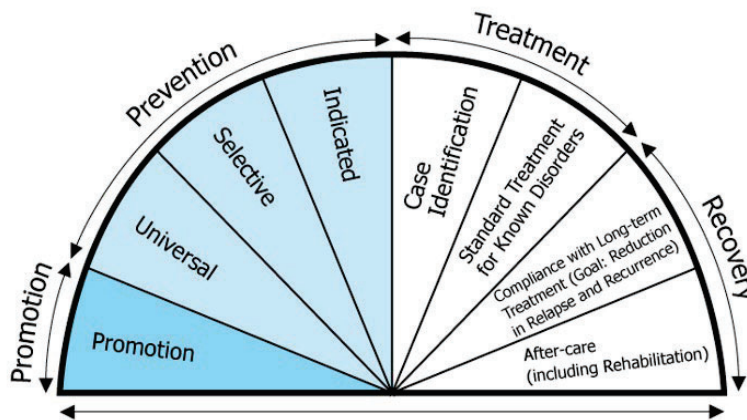 Promotion
Prevention
Treatment
Recovery
Promotion
Universal
Selective
Indicated
Case
Identification
Standard Treatment
for Known Disorders
Compliance with Long-term
Treatment (Goal: Reduction
in Relapse and Recurrence)
After-care
(including Rehabilitation)